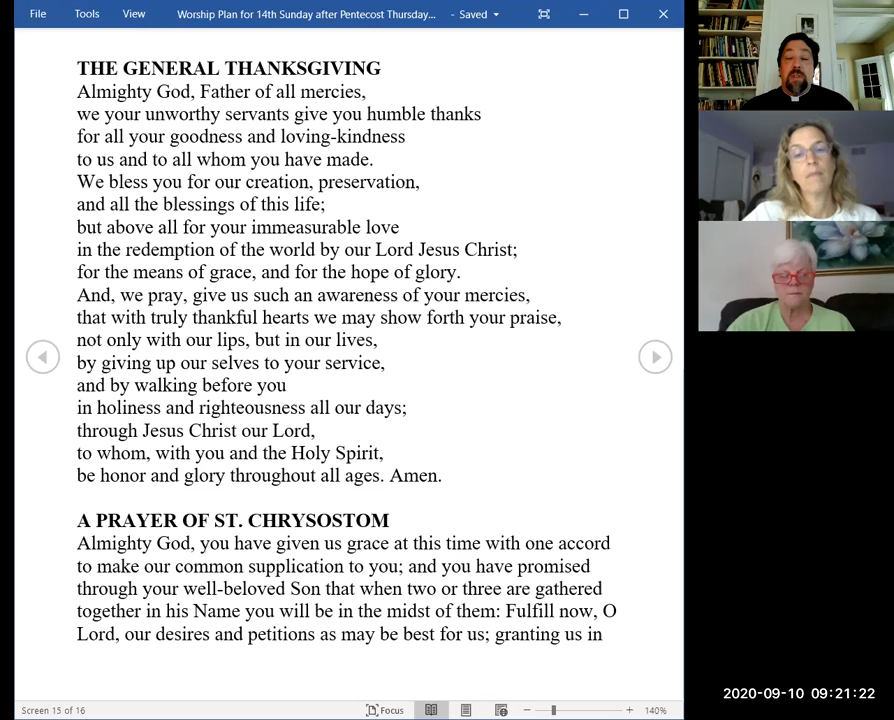 File Tools View Worship Plan for 14th Sunday after Pentecost Thursday... - Saved
THE GENERAL THANKSGIVING
Almighty God, Father of all mercies,
we your unworthy servants give you humble thanks
for all your goodness and loving-kindness
to us and to all whom you have made.
We bless you for our creation, preservation,
and all the blessings of this life;
but above all for your immeasurable love
in the redemption of the world by our Lord Jesus Christ;
for the means of grace, and for the hope of glory.
And, we pray, give us such an awareness of your mercies,
that with truly thankful hearts we may show forth your praise,
not only with our lips, but in our lives,
by giving up our selves to your service,
and by walking before you
in holiness and righteousness all our days;
through Jesus Christ our Lord,
to whom, with you and the Holy Spirit,
be honor and glory throughout all ages. Amen.
A PRAYER OF ST. CHRYSOSTOM
Almighty God, you have given us grace at this time with one accord
to make our common supplication to you; and you have promised
through your well-beloved Son that when two or three are gathered
together in his Name you will be in the midst of them: Fulfill now, O
Lord, our desires and petitions as may be best for us; granting us in
2020-09-10 09:21:22
Screen 15 of 16 Focus 140%